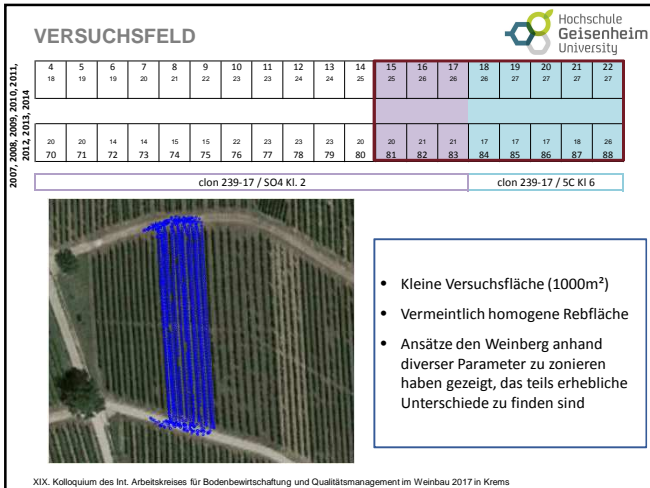 VERSUCHSFELD
Hochschule
Geisenheim
University
2007, 2008, 2009, 2010, 2011,
2012, 2013, 2014
4 5 6 7 8 9 10 11 12 13 14 15 16 17 18 19 20 21 22
18 19 19 20 21 22 23 23 24 24 25 25 26 26 26 27 27 27 27
20 20 14 14 15 15 22 23 23 23 20 20 21 21 17 17 17 18 26
70 71 72 73 74 75 76 77 78 79 80 81 82 83 84 85 86 87 88
clon 239-17 / SO4 Kl. 2
clon 239-17 / 5C Kl 6
• Kleine Versuchsfläche (1000m²)
• Vermeintlich homogene Rebfläche
• Ansätze den Weinberg anhand
diverser Parameter zu zonieren
haben gezeigt, das teils erhebliche
Unterschiede zu finden sind
XIX. Kolloquium des Int. Arbeitskreises für Bodenbewirtschaftung und Qualitätsmanagement im Weinbau 2017 in Krems